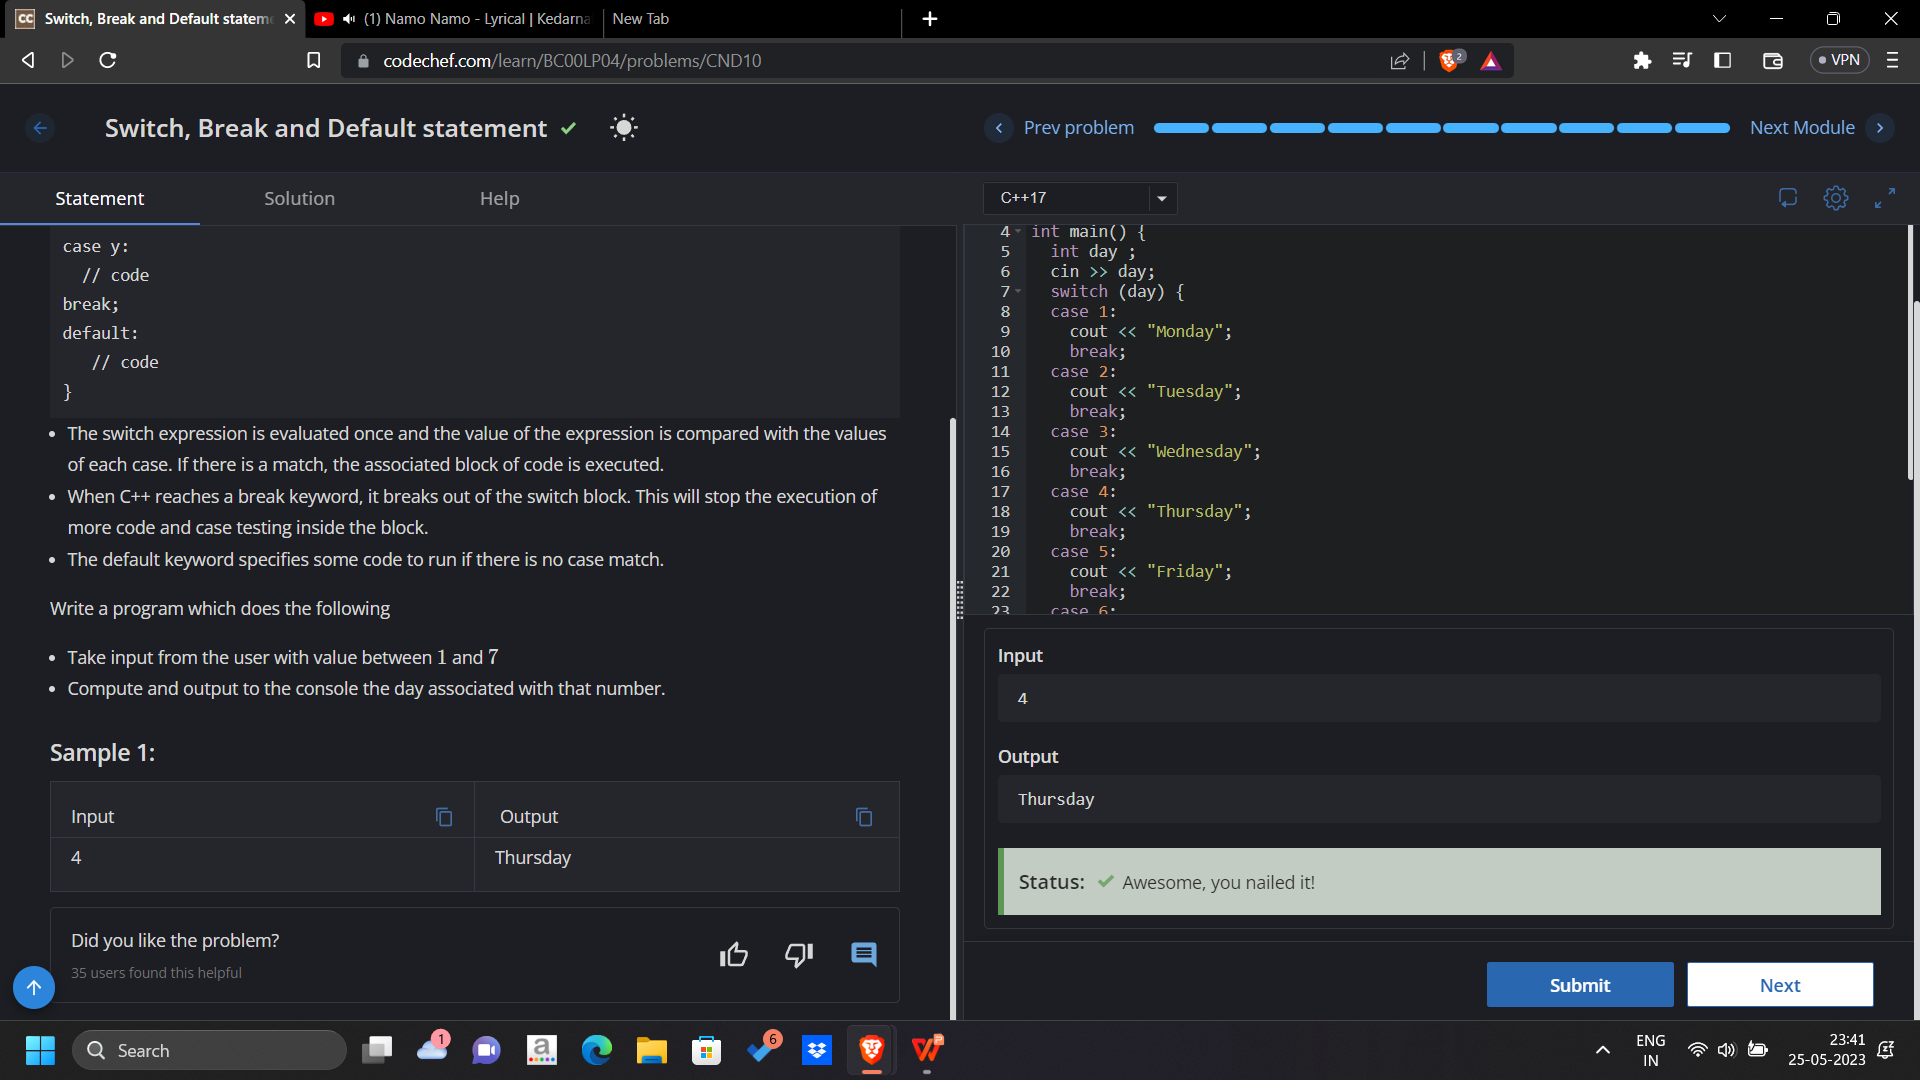 Switch, Break and Default stateme
(1) Namo Namo - Lyrical | Kedarna
New Tab
codechef.com/learn/BC00LP04/problems/CND10
2
VPN
Switch, Break and Default statement
Prev problem
Next Module
Statement
Solution
Help
C++17
case y:
// code
break;
default:
// code
}
The switch expression is evaluated once and the value of the expression is compared with the values
of each case. If there is a match, the associated block of code is executed.
When C++ reaches a break keyword, it breaks out of the switch block. This will stop the execution of
more code and case testing inside the block.
The default keyword specifies some code to run if there is no case match.
Write a program which does the following
Take input from the user with value between 1 and 7
Compute and output to the console the day associated with that number.
Sample 1:
Input
Output
4
Thursday
Did you like the problem?
35 users found this helpful
4 int main() {
5 int day ;
6 cin >> day;
7 switch (day) {
8 case 1:
9 cout << "Monday";
10 break;
11 case 2:
12 cout << "Tuesday";
13 break;
14 case 3:
15 cout << "Wednesday";
16 break;
17 case 4:
18 cout << "Thursday";
19 break;
20 case 5:
21 cout << "Friday";
22 break;
23 case 6:
Input
4
Output
Thursday
Status: Awesome, you nailed it!
Submit
Next
Search
1
6
ENG
IN
23:41
25-05-2023